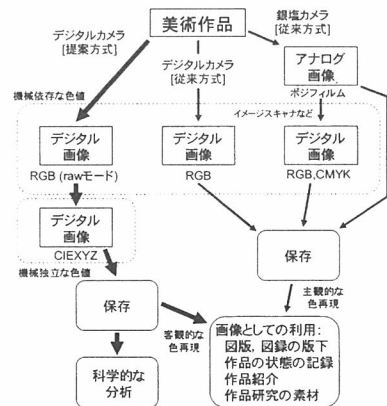 美術作品
デジタルカメラ
[提案方式]
デジタルカメラ
[従来方式]
銀塩カメラ
[従来方式]
アナログ
画像
ポジフィルム
機械依存な色値
イメージスキャナなど
デジタル
画像
RGB (rawモード)
デジタル
画像
RGB
デジタル
画像
RGB,CMYK
デジタル
画像
CIEXYZ
機械独立な色値
保存
保存
客観的な
色再現
主観的な
色再現
科学的な
分析
画像としての利用:
図版, 図録の版下
作品の状態の記録
作品紹介
作品研究の素材